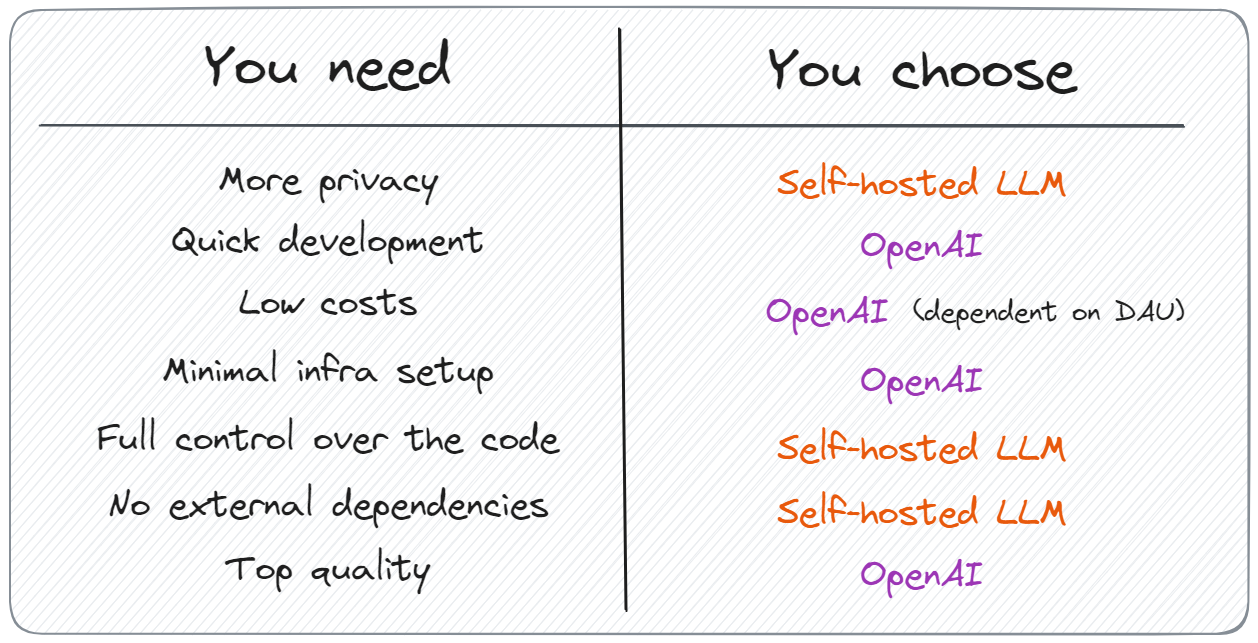 You need You choose
More privacy Self-hosted LLM
Quick development OpenAI
Low costs OpenAI (dependent on DAU)
Minimal infra setup OpenAI
Full control over the code Self-hosted LLM
No external dependencies Self-hosted LLM
Top quality OpenAI